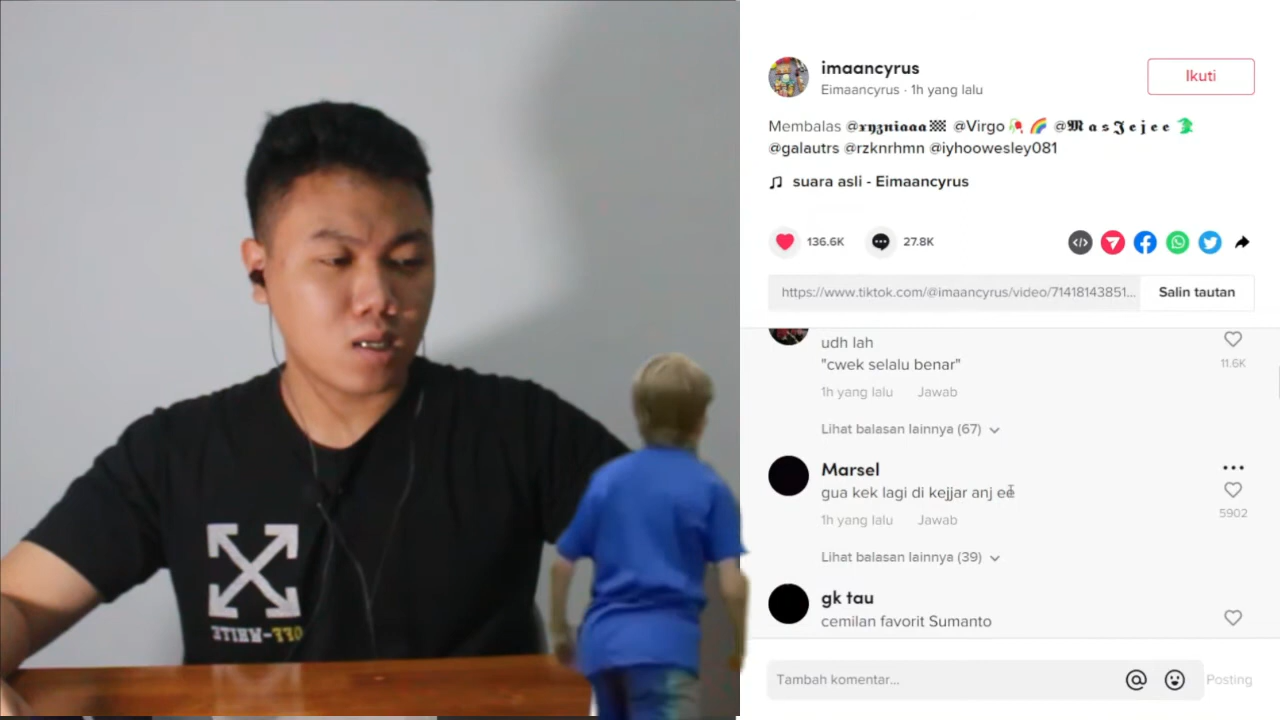 imaancyrus
Eimaancyrus · 1h yang lalu
Ikuti
Membalas @𝖗𝖞𝖟𝖓𝖎𝖆𝖆𝖆 @Virgo🥀🌈 @𝕸 𝖆 𝖘 𝕵 𝖊 𝖏 𝖊 𝖊 🐲
@galautrs @rzknrhmn @iyhoowesley081
suara asli - Eimaancyrus
136.6K
27.8K
https://www.tiktok.com/@imaancyrus/video/71418143851...
Salin tautan
udh lah
"cwek selalu benar"
11.6K
1h yang lalu Jawab
Lihat balasan lainnya (67)
Marsel
gua kek lagi di kejjar anj ee
5902
1h yang lalu Jawab
Lihat balasan lainnya (39)
gk tau
cemilan favorit Sumanto
Tambah komentar...
Posting
OFF-WHITE